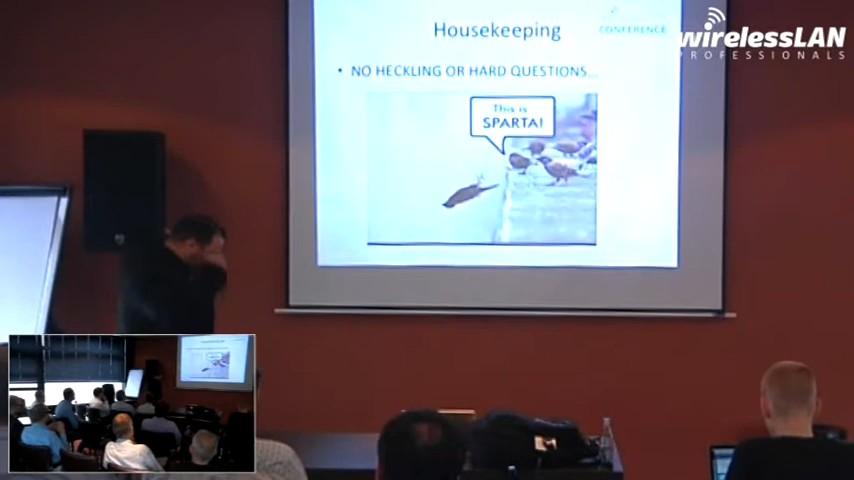 Housekeeping
CONFERENCE
wirelessLAN
PROFESSIONALS
• NO HECKLING OR HARD QUESTIONS...
This is
SPARTA!